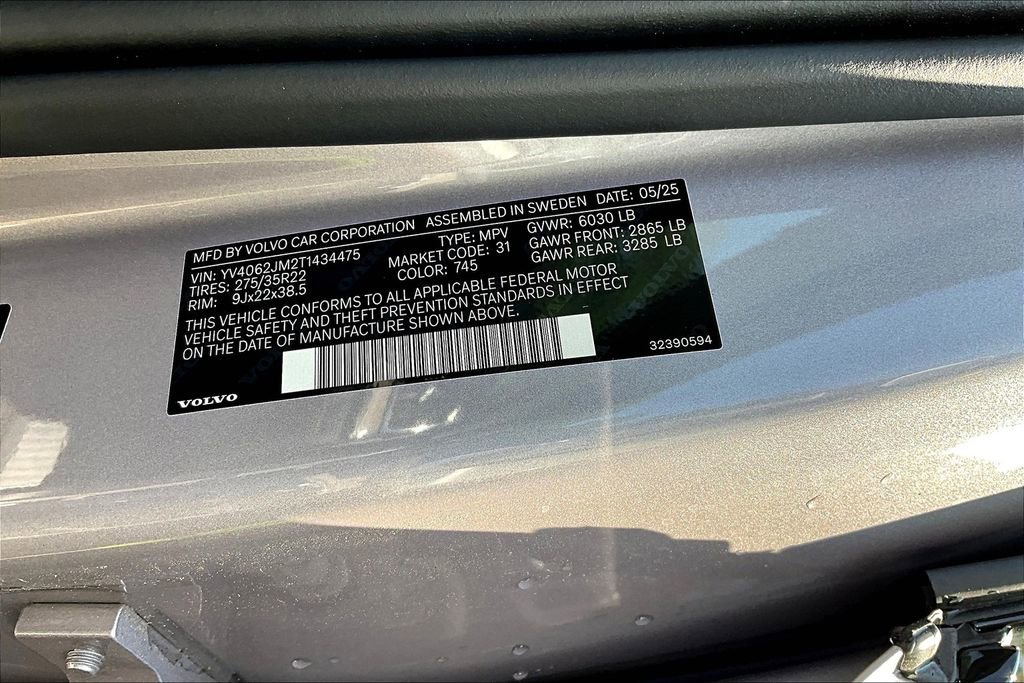 MFD BY VOLVO CAR CORPORATION ASSEMBLED IN SWEDEN DATE: 05/25
VIN: YV4062JM2T1434475 TYPE: MPV GVWR: 6030 LB
TIRES: 275/35R22 MARKET CODE: 31 GAWR FRONT: 2865 LB
RIM: 9Jx22x38.5 COLOR: 745 GAWR REAR: 3285 LB
THIS VEHICLE CONFORMS TO ALL APPLICABLE FEDERAL MOTOR
VEHICLE SAFETY AND THEFT PREVENTION STANDARDS IN EFFECT
ON THE DATE OF MANUFACTURE SHOWN ABOVE.
32390594
VOLVO